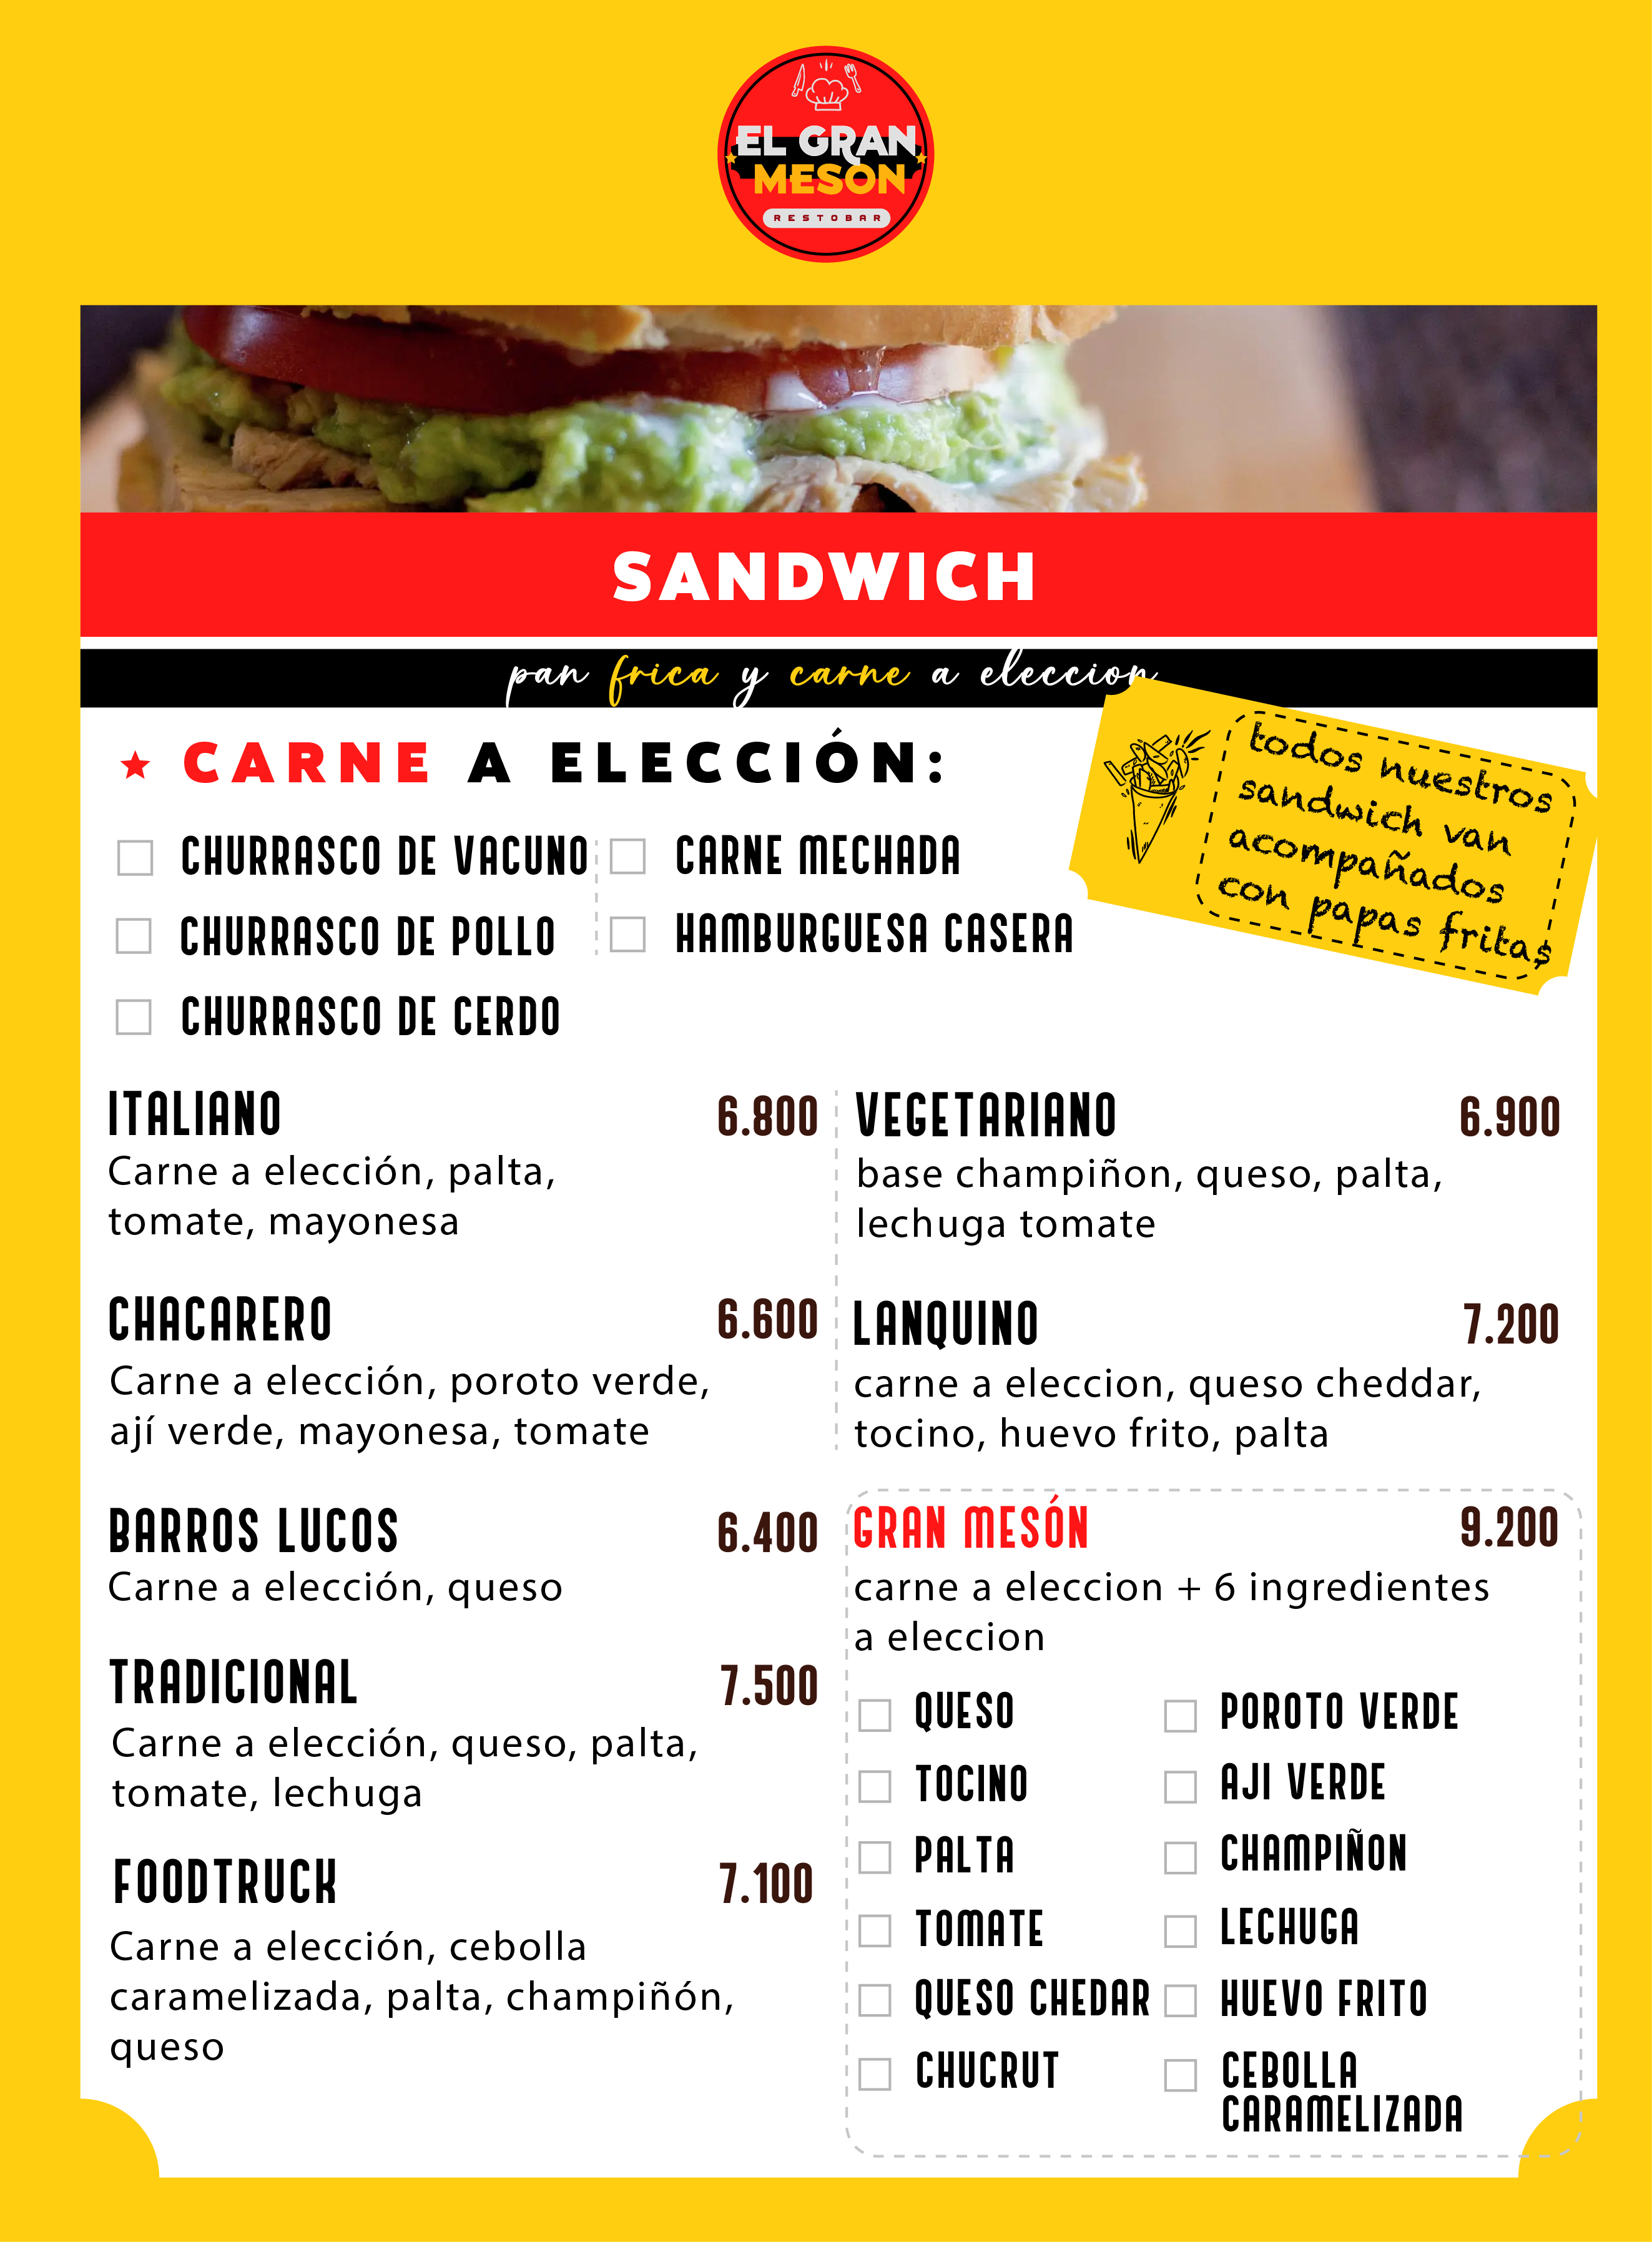 EL GRAN
MESON
RESTOBAR
SANDWICH
pan frica y carne a eleccion
CARNE A ELECCIÓN:
todos nuestros
sandwich van
acompañados
con papas fritas
CHURRASCO DE VACUNO
CHURRASCO DE POLLO
CHURRASCO DE CERDO
CARNE MECHADA
HAMBURGUESA CASERA
ITALIANO 6.800
Carne a elección, palta,
tomate, mayonesa
CHACARERO 6.600
Carne a elección, poroto verde,
ají verde, mayonesa, tomate
BARROS LUCOS 6.400
Carne a elección, queso
TRADICIONAL 7.500
Carne a elección, queso, palta,
tomate, lechuga
FOODTRUCK 7.100
Carne a elección, cebolla
caramelizada, palta, champiñón,
queso
VEGETARIANO 6.900
base champiñon, queso, palta,
lechuga tomate
LANQUINO 7.200
carne a eleccion, queso cheddar,
tocino, huevo frito, palta
GRAN MESÓN 9.200
carne a eleccion + 6 ingredientes
a eleccion
QUESO
TOCINO
PALTA
TOMATE
QUESO CHEDAR
CHUCRUT
POROTO VERDE
AJI VERDE
CHAMPIÑON
LECHUGA
HUEVO FRITO
CEBOLLA
CARAMELIZADA